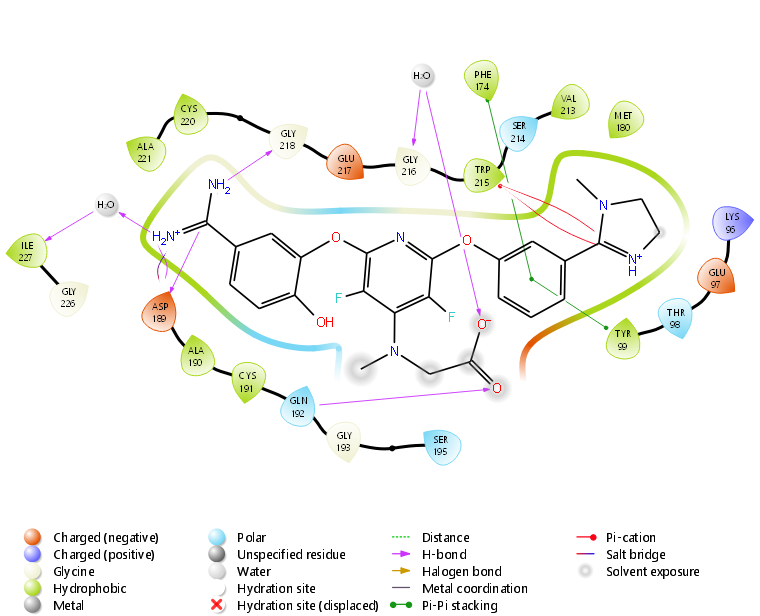 H₂O
PHE
174
VAL
213
MET
180
CYS
220
SER
214
ALA
221
GLY
218
GLU
217
GLY
216
TRP
215
NH₂
H₂O
N
LYS
96
ILE
227
H₂N⁺
O
N
O
N⁺
H
GLU
97
GLY
226
ASP
189
F
F
OH
O⁻
THR
98
TYR
99
ALA
190
N
CYS
191
O
GLN
192
GLY
193
SER
195
Charged (negative)
Charged (positive)
Glycine
Hydrophobic
Metal
Polar
Unspecified residue
Water
Hydration site
Hydration site (displaced)
Distance
H-bond
Halogen bond
Metal coordination
Pi-Pi stacking
Pi-cation
Salt bridge
Solvent exposure